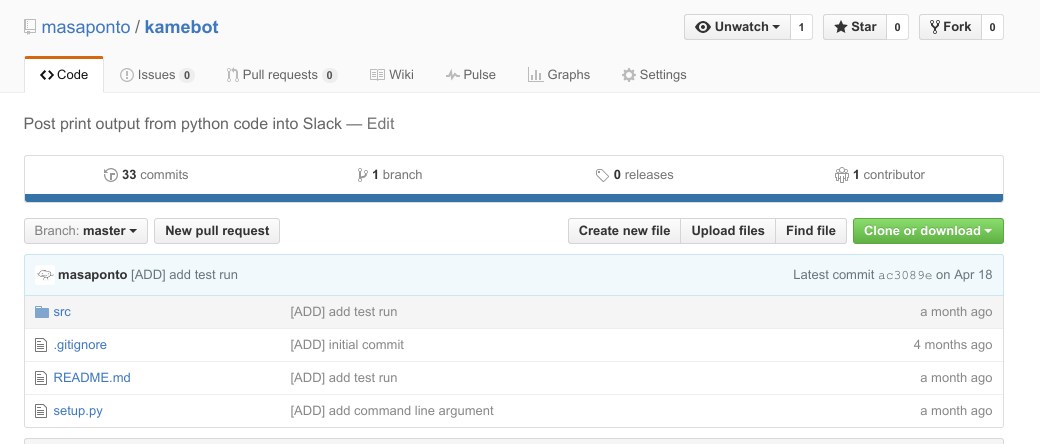 masaponto / kamebot Unwatch 1 Star 0 Fork 0
Code Issues 0 Pull requests 0 Wiki Pulse Graphs Settings
Post print output from python code into Slack — Edit
33 commits 1 branch 0 releases 1 contributor
Branch: master New pull request Create new file Upload files Find file Clone or download
masaponto [ADD] add test run Latest commit ac3089e on Apr 18
src [ADD] add test run a month ago
.gitignore [ADD] initial commit 4 months ago
README.md [ADD] add test run a month ago
setup.py [ADD] add command line argument a month ago